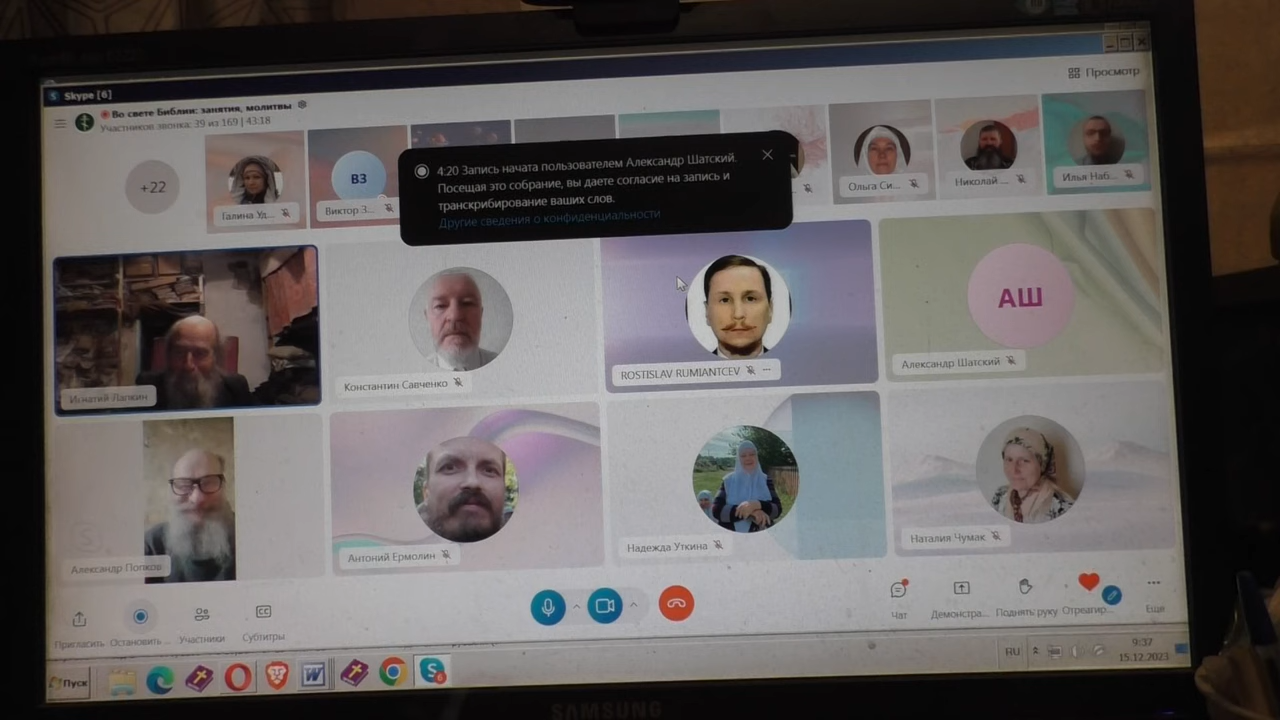 Skype [6]
Просмотр
Во свете Библии: занятия, молитвы
Участников звонка: 39 из 169 | 43:18
+22
Галина Уд...
ВЗ
Виктор З...
4:20 Запись начата пользователем Александр Шатский.
Посещая это собрание, вы даете согласие на запись и
транскрибирование ваших слов.
Другие сведения о конфиденциальности
Ольга Си...
Николай ...
Илья Наб...
Игнатий Лапкин
Константин Савченко
ROSTISLAV RUMIANTCEV
АШ
Александр Шатский
Александр Попков
Антоний Ермолин
Надежда Уткина
Наталия Чумак
Пригласить
Остановить ...
Участники
CC
Субтитры
Чат
Демонстра...
Поднять руку
Отреагир...
Еще
Пуск
W
S
6
RU
9:37
15.12.2023
SAMSUNG